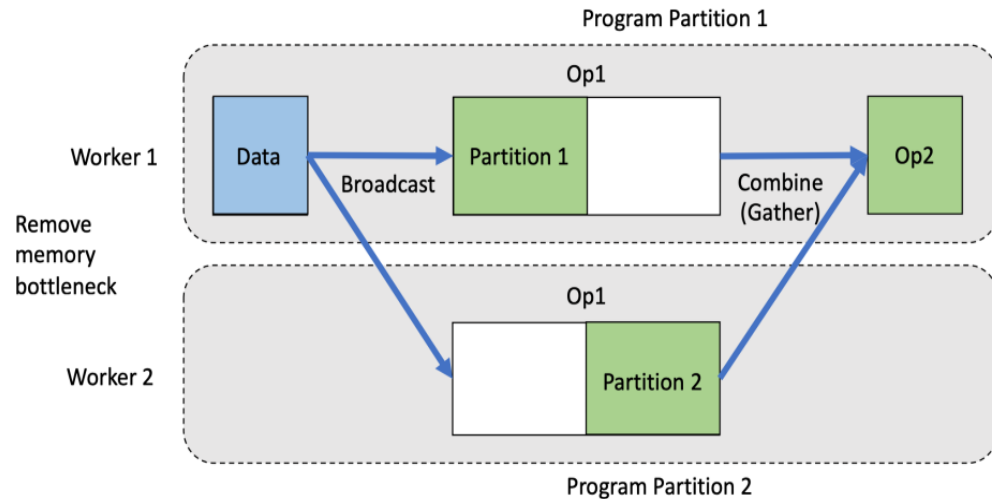 Program Partition 1
Op1
Worker 1
Data
Broadcast
Partition 1
Combine
(Gather)
Op2
Remove
memory
bottleneck
Op1
Worker 2
Partition 2
Program Partition 2